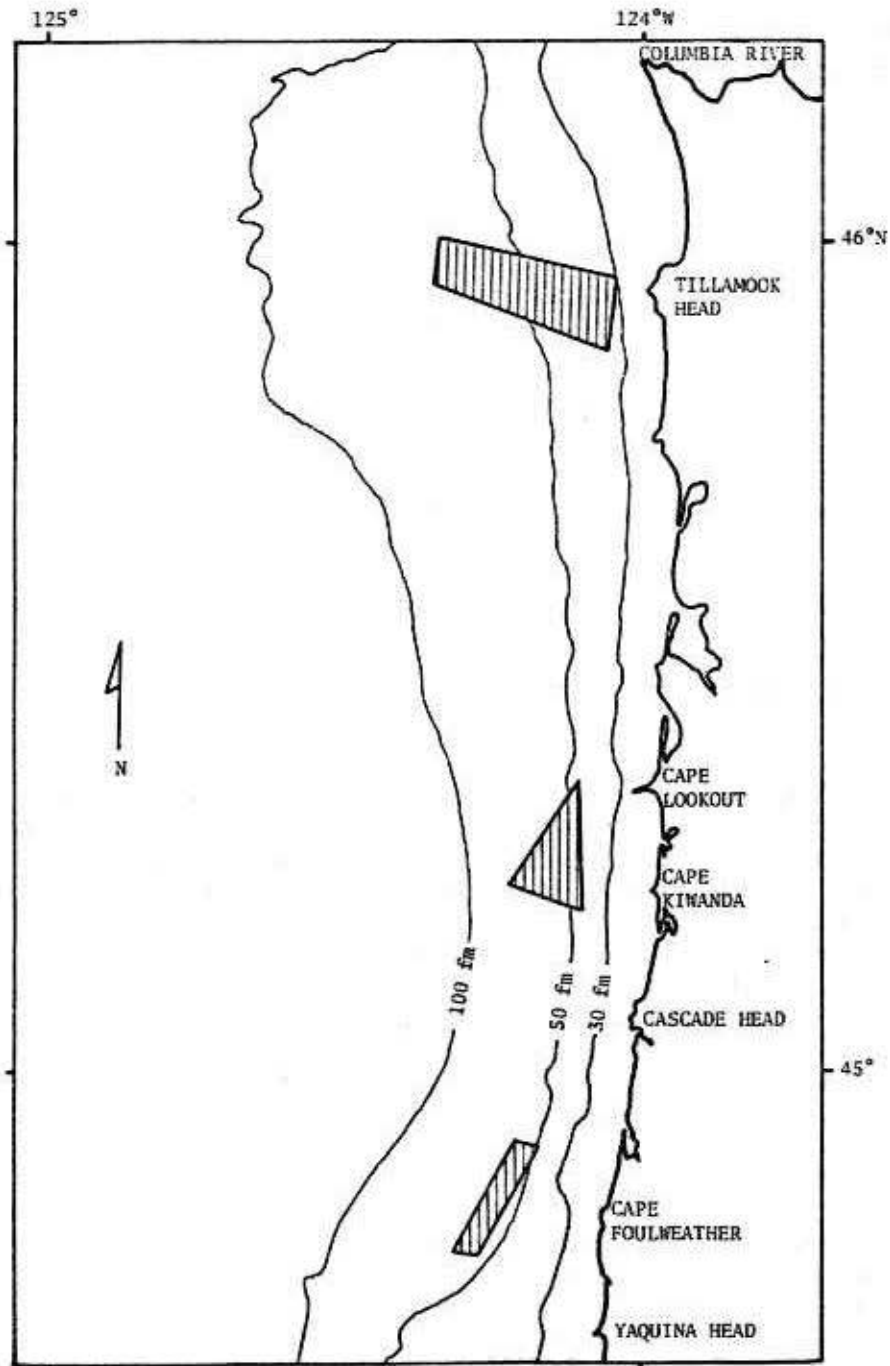 125°
124°W
COLUMBIA RIVER
46°N
TILLAMOOK
HEAD
N
CAPE
LOOKOUT
CAPE
KIWANDA
100 fm
50 fm
30 fm
CASCADE HEAD
45°
CAPE
FOULWEATHER
YAQUINA HEAD